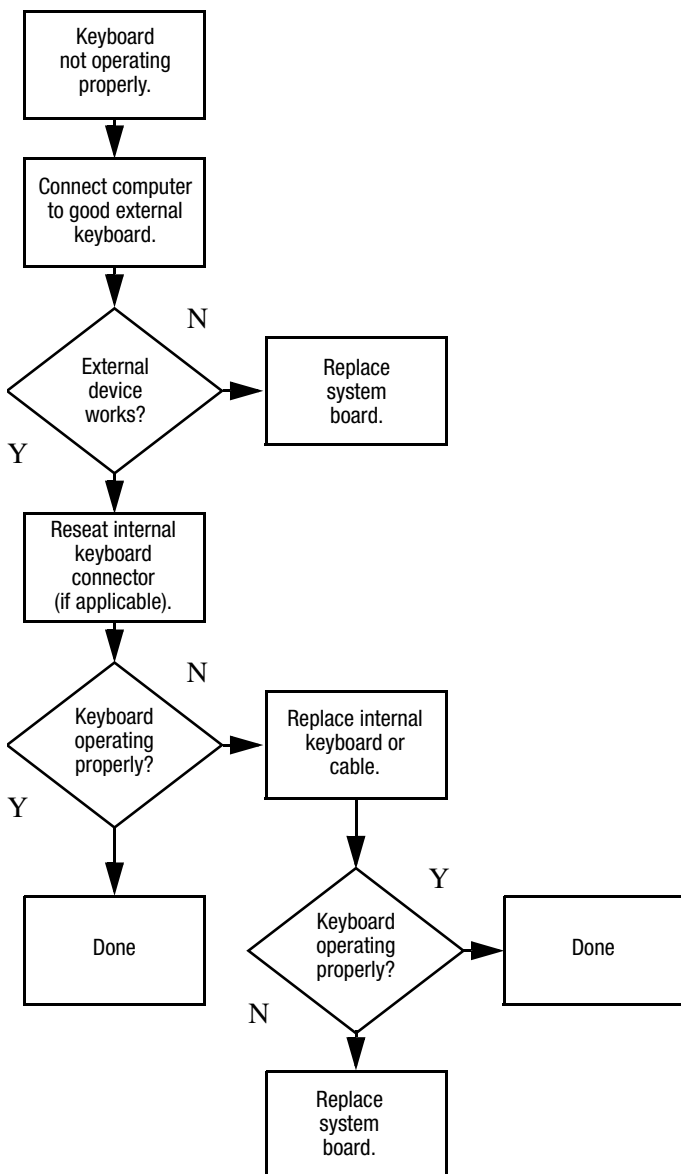 Keyboard
not operating
properly.
Connect computer
to good external
keyboard.
N
External
device
works?
Replace
system
board.
Y
Reseat internal
keyboard
connector
(if applicable).
N
Keyboard
operating
properly?
Replace internal
keyboard or
cable.
Y
Y
Done
Keyboard
operating
properly?
Done
N
Replace
system
board.